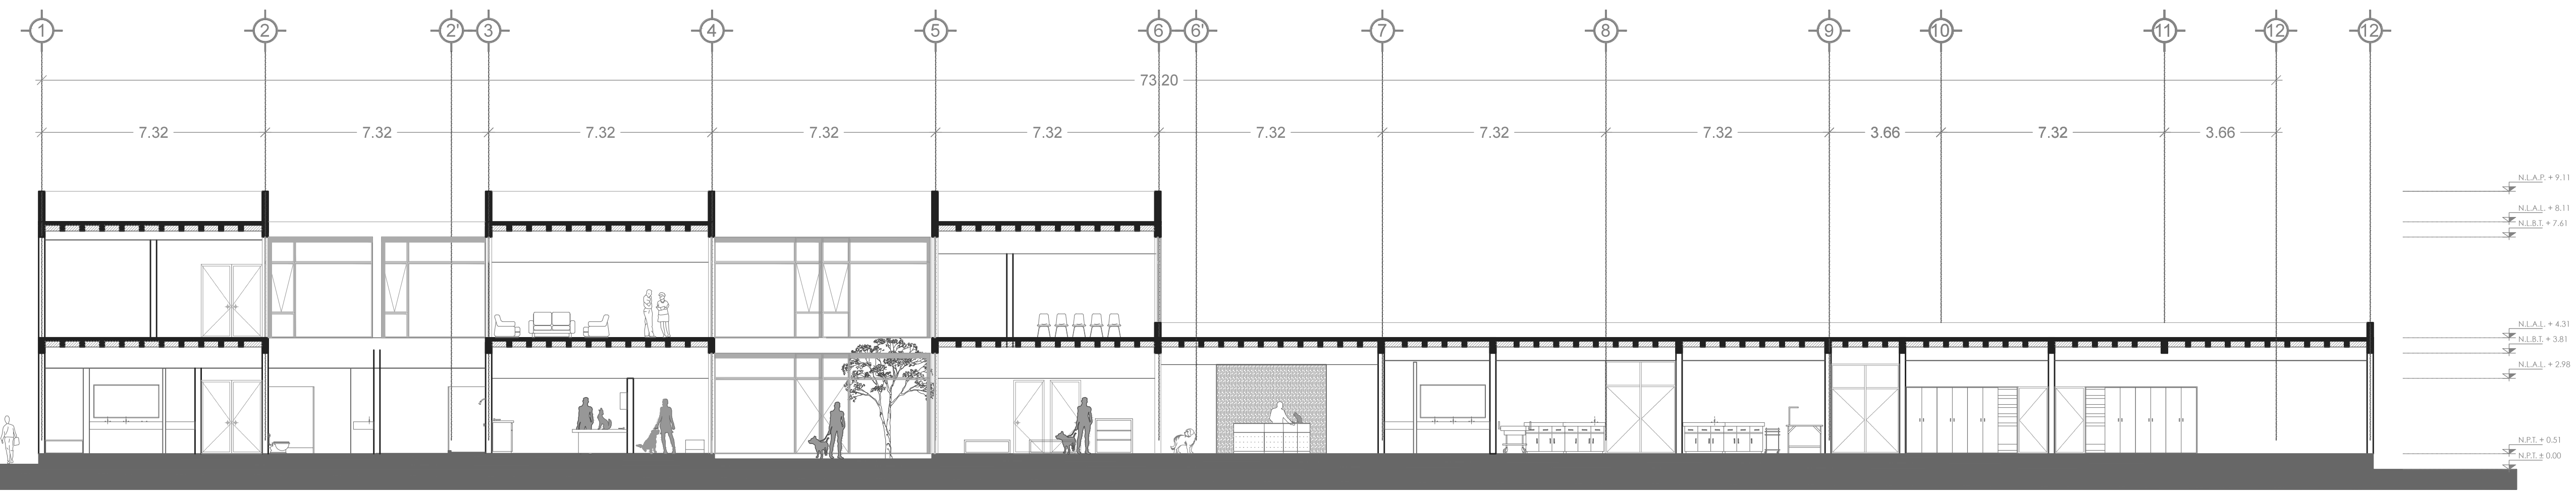 1 2 2' 3 4 5 6 6' 7 8 9 10 11 12 12
73.20
7.32 7.32 7.32 7.32 7.32 7.32 7.32 7.32 3.66 7.32 3.66
N.L.A.P. + 9.11
N.L.A.L. + 8.11
N.L.B.T. + 7.61
N.L.A.L. + 4.31
N.L.B.T. + 3.81
N.L.A.L. + 2.98
N.P.T. + 0.51
N.P.T. ± 0.00